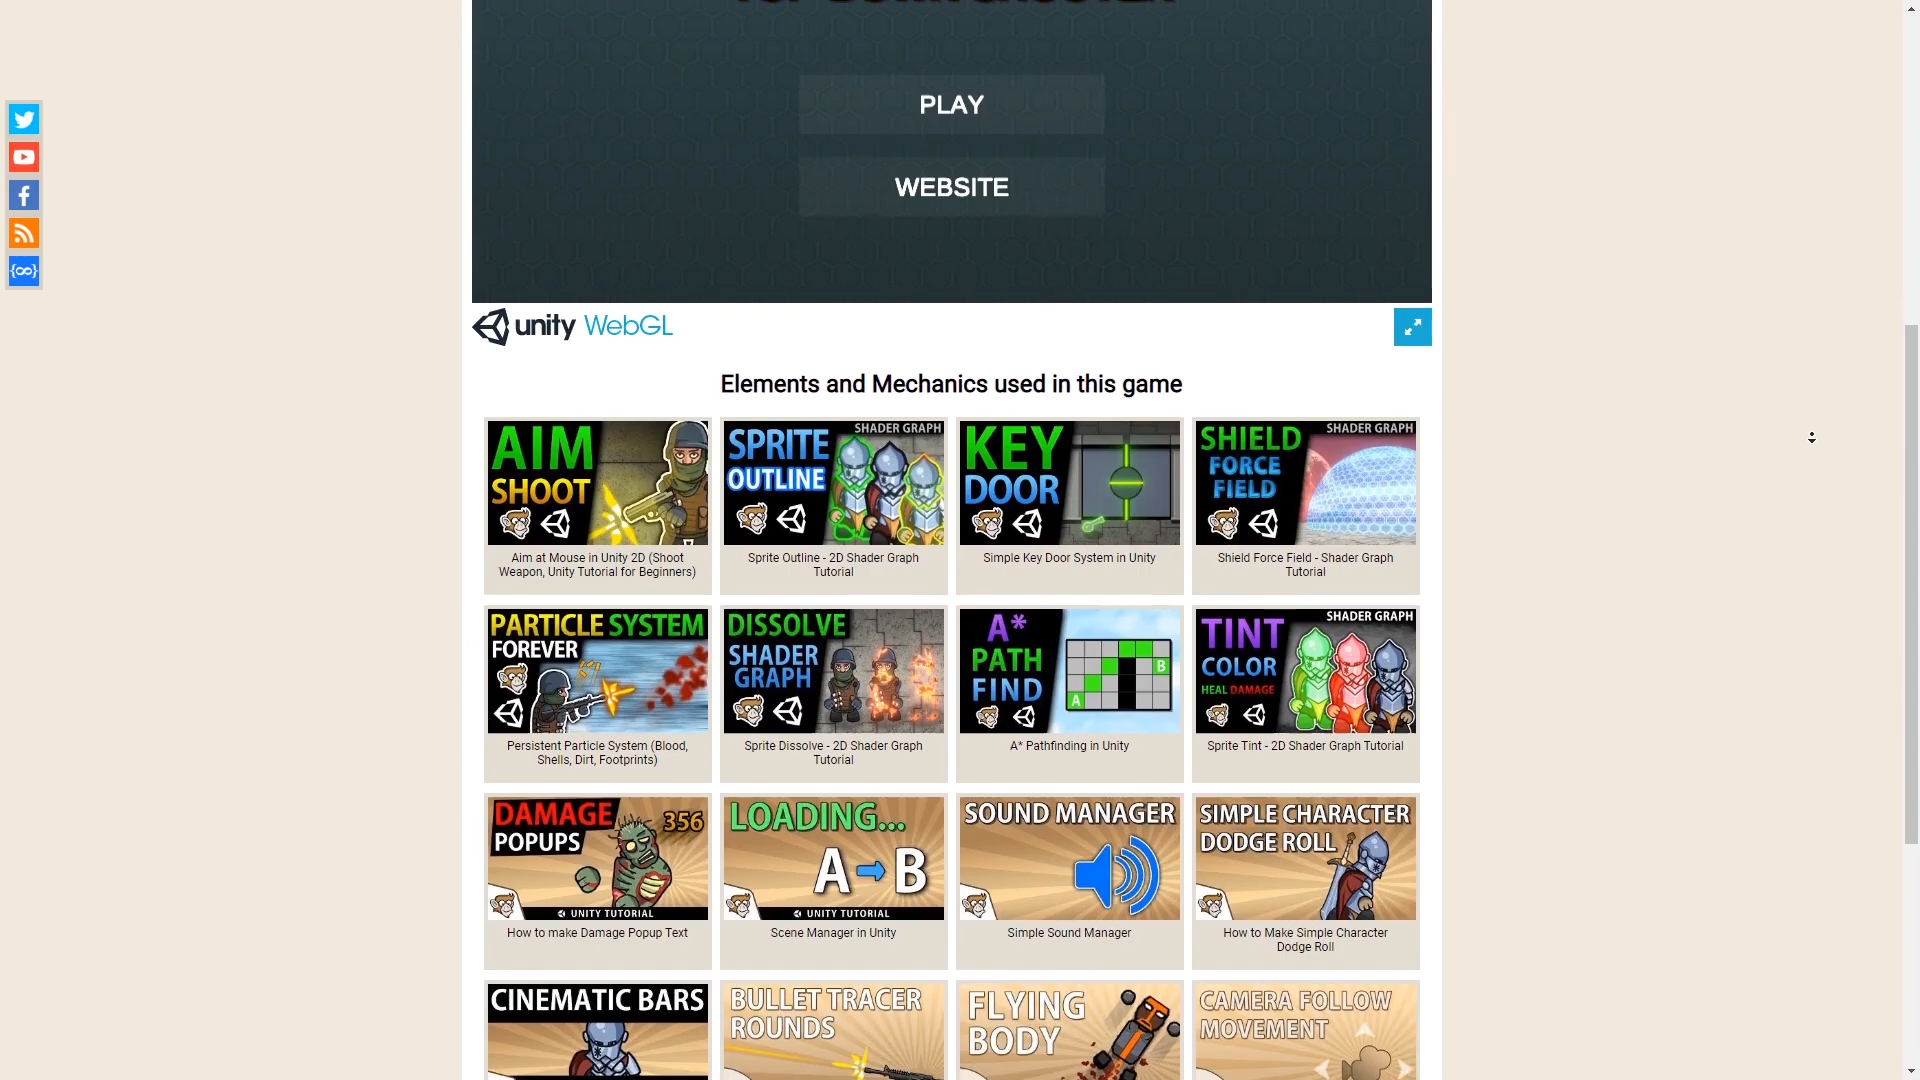 PLAY
WEBSITE
unity WebGL
Elements and Mechanics used in this game
AIM
SHOOT
Aim at Mouse in Unity 2D (Shoot
Weapon, Unity Tutorial for Beginners)
SHADER GRAPH
SPRITE
OUTLINE
Sprite Outline - 2D Shader Graph
Tutorial
KEY
DOOR
Simple Key Door System in Unity
SHADER GRAPH
SHIELD
FORCE
FIELD
Shield Force Field - Shader Graph
Tutorial
PARTICLE SYSTEM
FOREVER
Persistent Particle System (Blood,
Shells, Dirt, Footprints)
DISSOLVE
SHADER
GRAPH
Sprite Dissolve - 2D Shader Graph
Tutorial
A*
PATH
FIND
A
B
A* Pathfinding in Unity
SHADER GRAPH
TINT
COLOR
HEAL DAMAGE
Sprite Tint - 2D Shader Graph Tutorial
DAMAGE
POPUPS
356
UNITY TUTORIAL
How to make Damage Popup Text
LOADING...
A B
UNITY TUTORIAL
Scene Manager in Unity
SOUND MANAGER
Simple Sound Manager
SIMPLE CHARACTER
DODGE ROLL
How to Make Simple Character
Dodge Roll
CINEMATIC BARS
BULLET TRACER
ROUNDS
FLYING
BODY
CAMERA FOLLOW
MOVEMENT